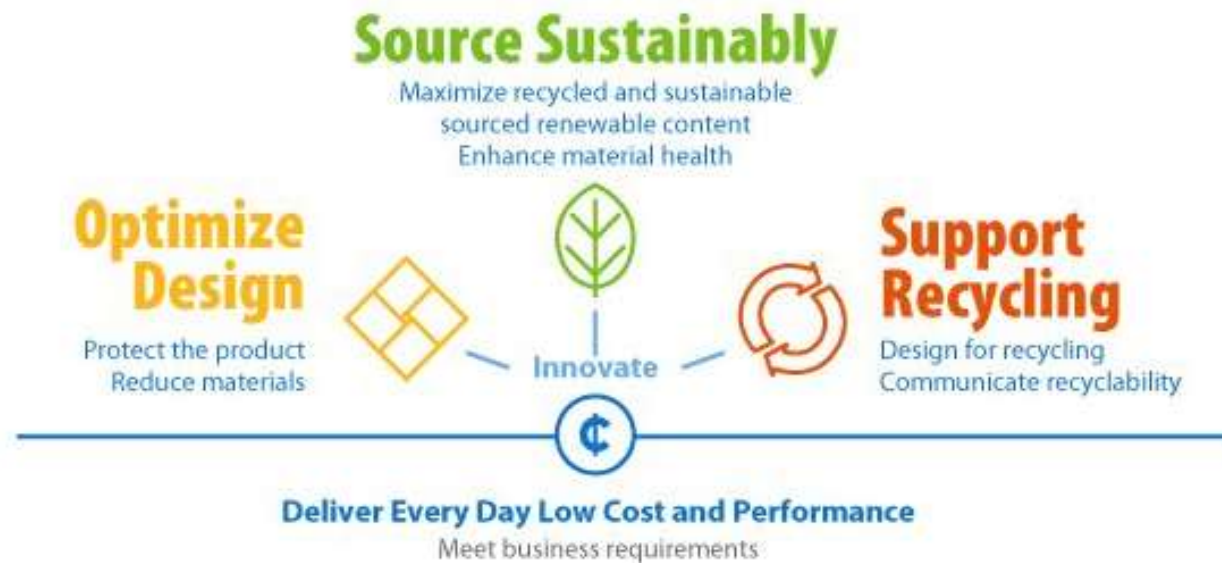 Source Sustainably
Maximize recycled and sustainable
sourced renewable content
Enhance material health
Optimize
Design
Protect the product
Reduce materials
Support
Recycling
Design for recycling
Communicate recyclability
Innovate
₵
Deliver Every Day Low Cost and Performance
Meet business requirements